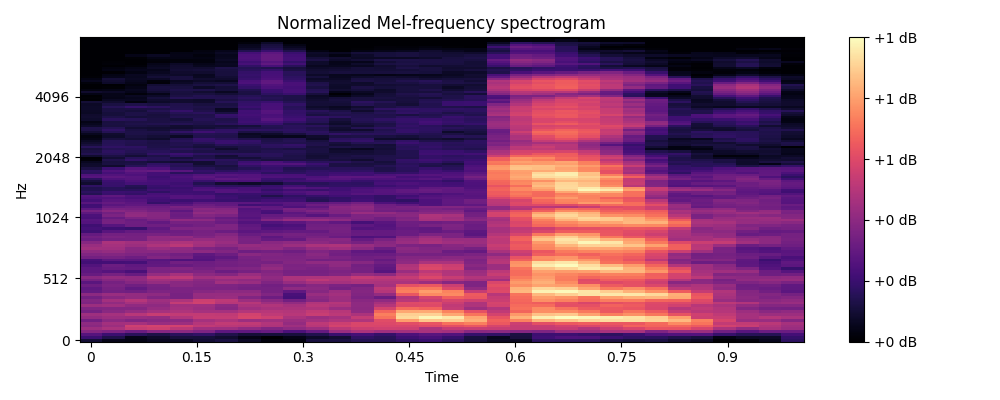 Normalized Mel-frequency spectrogram
Hz
4096
2048
1024
512
0
0 0.15 0.3 0.45 0.6 0.75 0.9
Time
+1 dB
+1 dB
+1 dB
+0 dB
+0 dB
+0 dB